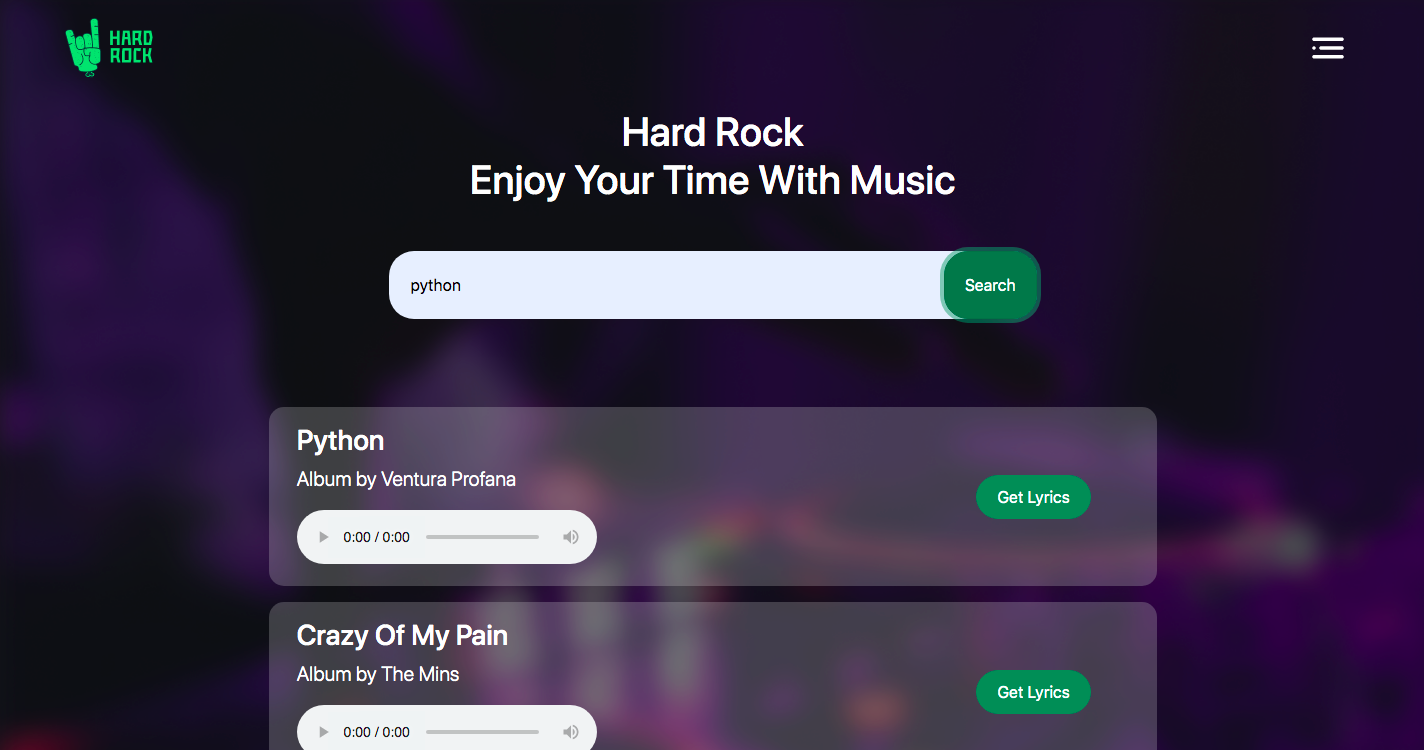 HARD
ROCK
Hard Rock
Enjoy Your Time With Music
python
Search
Python
Album by Ventura Profana
0:00 / 0:00
Get Lyrics
Crazy Of My Pain
Album by The Mins
0:00 / 0:00
Get Lyrics